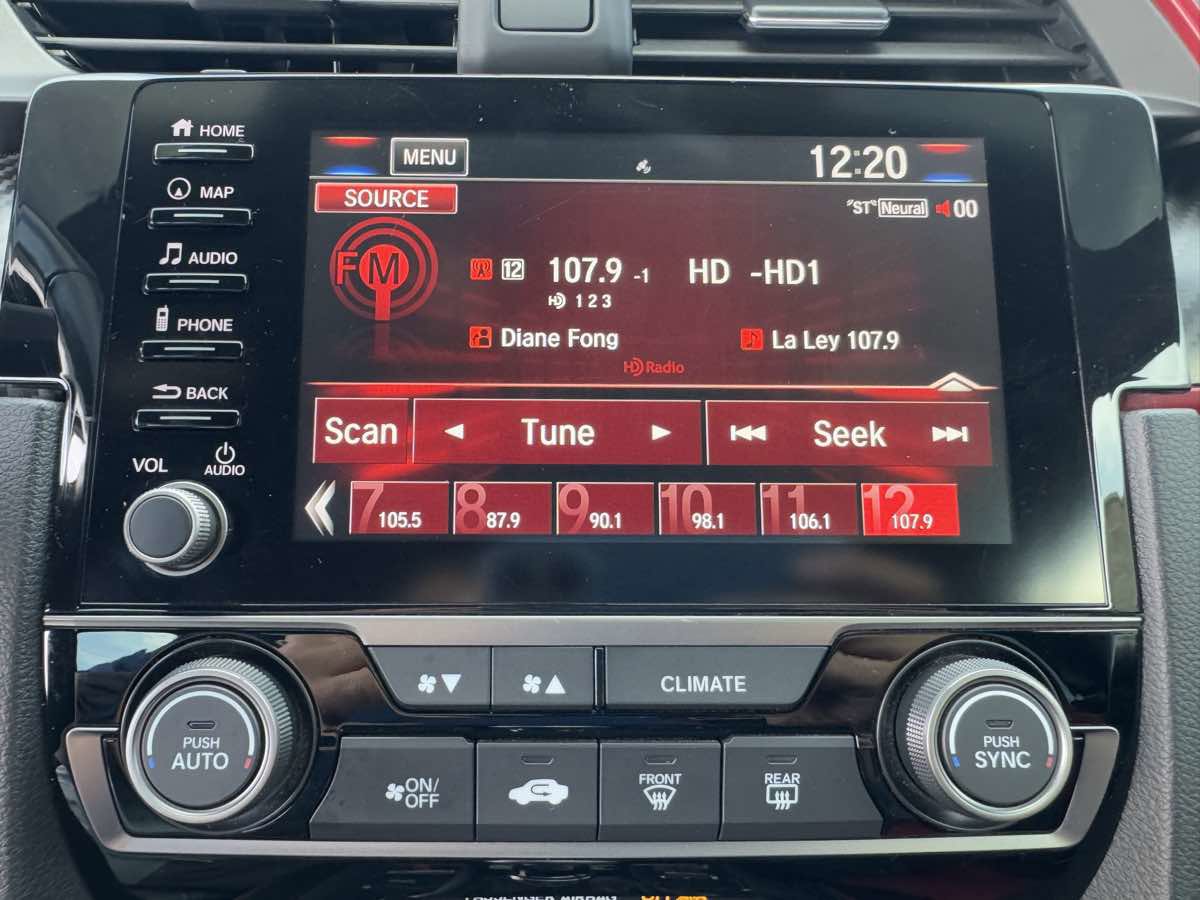 HOME
MAP
AUDIO
PHONE
BACK
VOL
AUDIO
MENU
12:20
SOURCE
"ST" Neural 00
FM
12 107.9 -1 HD -HD1
HD 1 2 3
Diane Fong
La Ley 107.9
HD Radio
Scan
Tune
Seek
7 105.5
8 87.9
9 90.1
10 98.1
11 106.1
12 107.9
CLIMATE
PUSH
AUTO
ON/
OFF
FRONT
REAR
PUSH
SYNC
PASSENGER AIRBAG